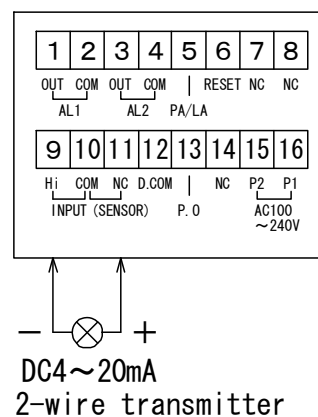 1 2 3 4 5 6 7 8
OUT COM OUT COM RESET NC NC
AL1 AL2 PA/LA
9 10 11 12 13 14 15 16
Hi COM NC D.COM NC P2 P1
INPUT (SENSOR) P.O AC100
～240V
− +
DC4～20mA
2-wire transmitter